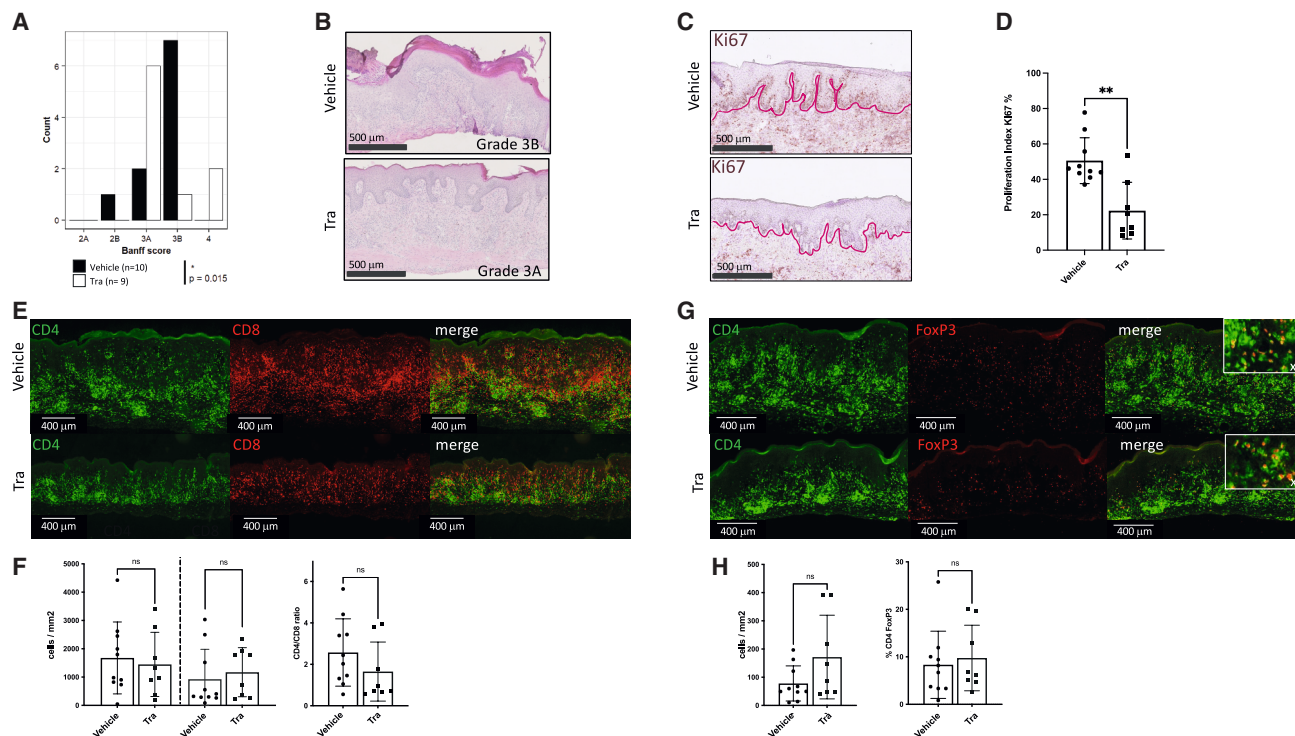 A
Count
6
4
2
0
2A 2B 3A 3B 4
Banff score
Vehicle (n=10)
Tra (n= 9)
*
p = 0.015
B
Vehicle
500 µm
Grade 3B
Tra
500 µm
Grade 3A
C
Vehicle
Ki67
500 µm
Tra
Ki67
500 µm
D
Proliferation Index KI67 %
100
80
60
40
20
0
**
Vehicle Tra
E
Vehicle
CD4 CD8 merge
400 µm 400 µm 400 µm
Tra
CD4 CD8 merge
400 µm 400 µm 400 µm
G
Vehicle
CD4 FoxP3 merge
x
400 µm 400 µm 400 µm
Tra
CD4 FoxP3 merge
x
400 µm 400 µm 400 µm
F
cells / mm2
5000
4000
3000
2000
1000
0
ns ns
Vehicle Tra Vehicle Tra
CD4/CD8 ratio
6
4
2
0
ns
Vehicle Tra
H
cells / mm2
400
300
200
100
0
ns
Vehicle Tra
% CD4 FoxP3
30
20
10
0
ns
Vehicle Tra